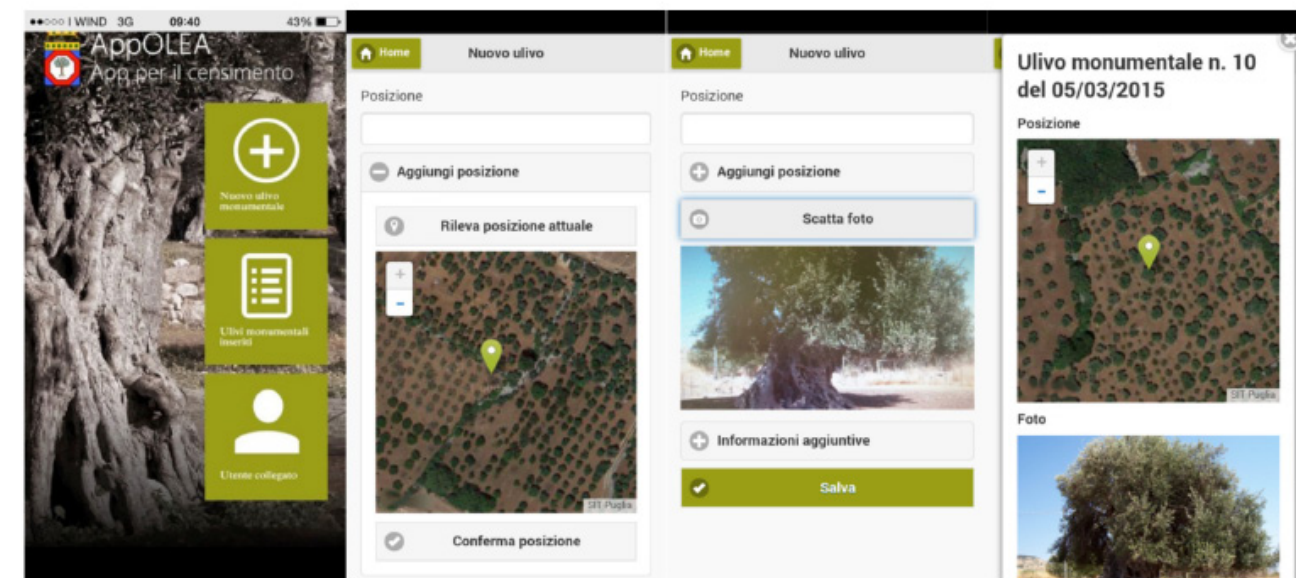 WIND 3G 09:40 43%
AppOLEA
App per il censimento
Nuovo ulivo
monumentale
Ulivi monumentali
inseriti
Utente collegato
Home Nuovo ulivo
Posizione
Aggiungi posizione
Rileva posizione attuale
+
-
SIT Puglia
Conferma posizione
Home Nuovo ulivo
Posizione
Aggiungi posizione
Scatta foto
Informazioni aggiuntive
Salva
Ulivo monumentale n. 10
del 05/03/2015
Posizione
+
-
SIT Puglia
Foto